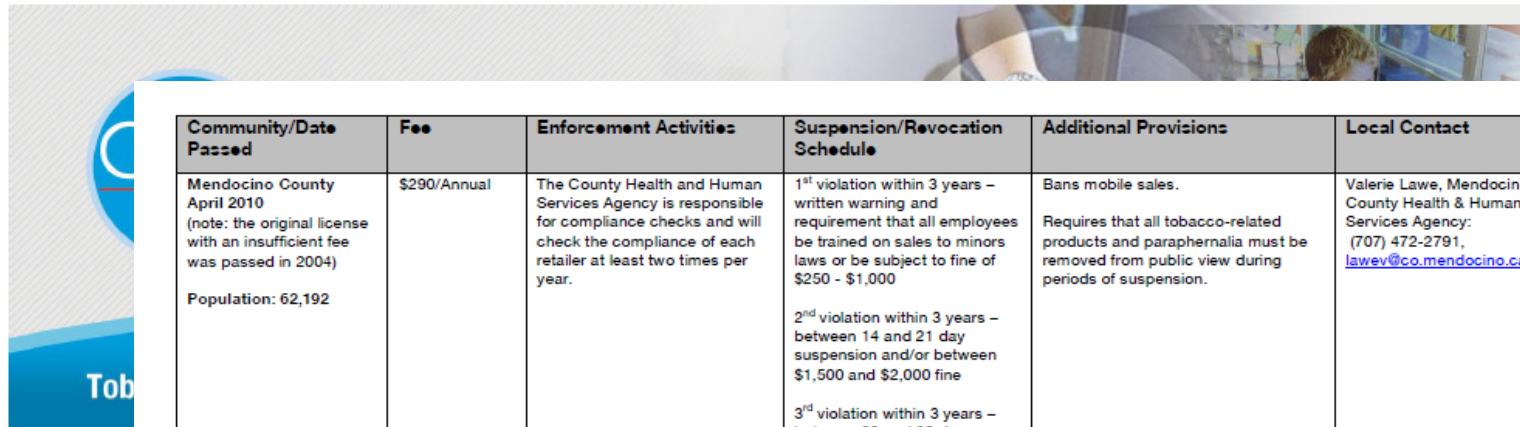 Community/Date
Passed
Fee
Enforcement Activities
Suspension/Revocation
Schedule
Additional Provisions
Local Contact
Mendocino County
April 2010
(note: the original license
with an insufficient fee
was passed in 2004)
Population: 62,192
$290/Annual
The County Health and Human
Services Agency is responsible
for compliance checks and will
check the compliance of each
retailer at least two times per
year.
1st violation within 3 years –
written warning and
requirement that all employees
be trained on sales to minors
laws or be subject to fine of
$250 - $1,000
2nd violation within 3 years –
between 14 and 21 day
suspension and/or between
$1,500 and $2,000 fine
3rd violation within 3 years –
Bans mobile sales.
Requires that all tobacco-related
products and paraphernalia must be
removed from public view during
periods of suspension.
Valerie Lawe, Mendocin
County Health & Human
Services Agency:
(707) 472-2791,
lawev@co.mendocino.ca
Tob